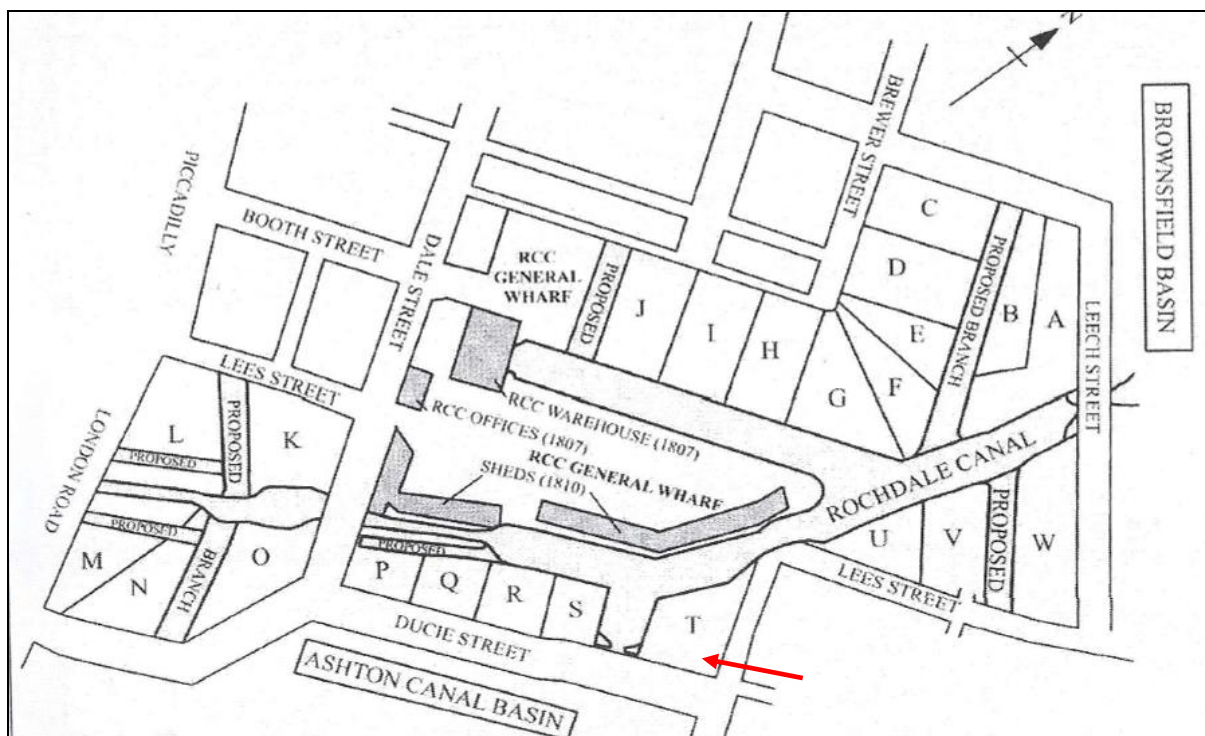 N
BREWER STREET
BROWNSFIELD BASIN
PICCADILLY
BOOTH STREET
DALE STREET
RCC
GENERAL
WHARF
PROPOSED
J
I
H
G
F
E
D
C
PROPOSED BRANCH
B
A
LEECH STREET
LEES STREET
RCC WAREHOUSE (1807)
RCC OFFICES (1807)
RCC GENERAL WHARF
SHEDS (1810)
ROCHDALE CANAL
LONDON ROAD
L
PROPOSED
PROPOSED
K
PROPOSED
M
N
BRANCH
O
PROPOSED
P
Q
R
S
T
U
V
PROPOSED
W
LEES STREET
DUCIE STREET
ASHTON CANAL BASIN